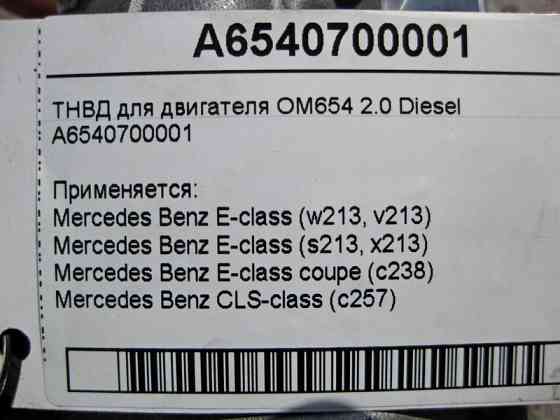 A6540700001
ТНВД для двигателя OM654 2.0 Diesel
A6540700001
Применяется:
Mercedes Benz E-class (w213, v213)
Mercedes Benz E-class (s213, x213)
Mercedes Benz E-class coupe (c238)
Mercedes Benz CLS-class (c257)